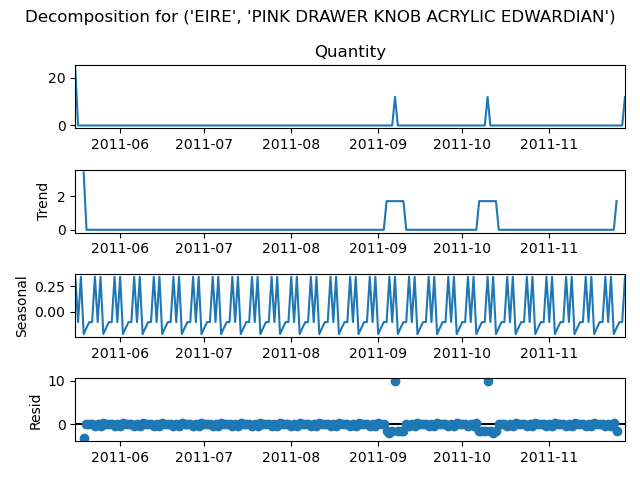 Decomposition for ('EIRE', 'PINK DRAWER KNOB ACRYLIC EDWARDIAN')
Quantity
20
0
2011-06 2011-07 2011-08 2011-09 2011-10 2011-11
Trend
2
0
2011-06 2011-07 2011-08 2011-09 2011-10 2011-11
Seasonal
0.25
0.00
2011-06 2011-07 2011-08 2011-09 2011-10 2011-11
Resid
10
0
2011-06 2011-07 2011-08 2011-09 2011-10 2011-11